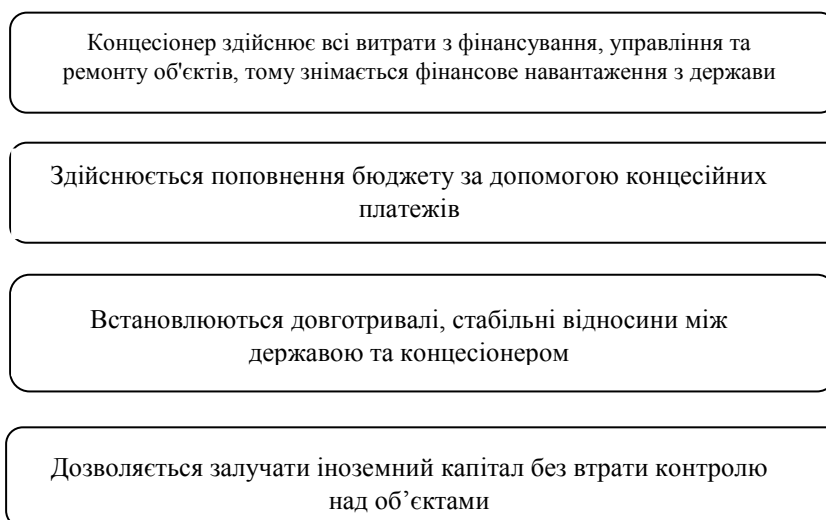 Концесіонер здійснює всі витрати з фінансування, управління та
ремонту об'єктів, тому знімається фінансове навантаження з держави
Здійснюється поповнення бюджету за допомогою концесійних
платежів
Встановлюються довготривалі, стабільні відносини між
державою та концесіонером
Дозволяється залучати іноземний капітал без втрати контролю
над об’єктами